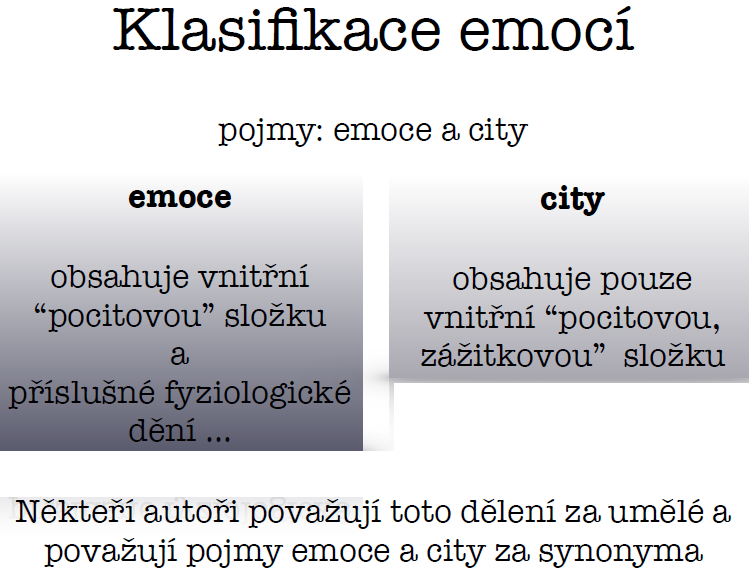 Klasifikace emocí
pojmy: emoce a city
emoce
obsahuje vnitřní
“pocitovou” složku
a
příslušné fyziologické
dění ...
city
obsahuje pouze
vnitřní “pocitovou,
zážitkovou” složku
Někteří autoři považují toto dělení za umělé a
považují pojmy emoce a city za synonyma